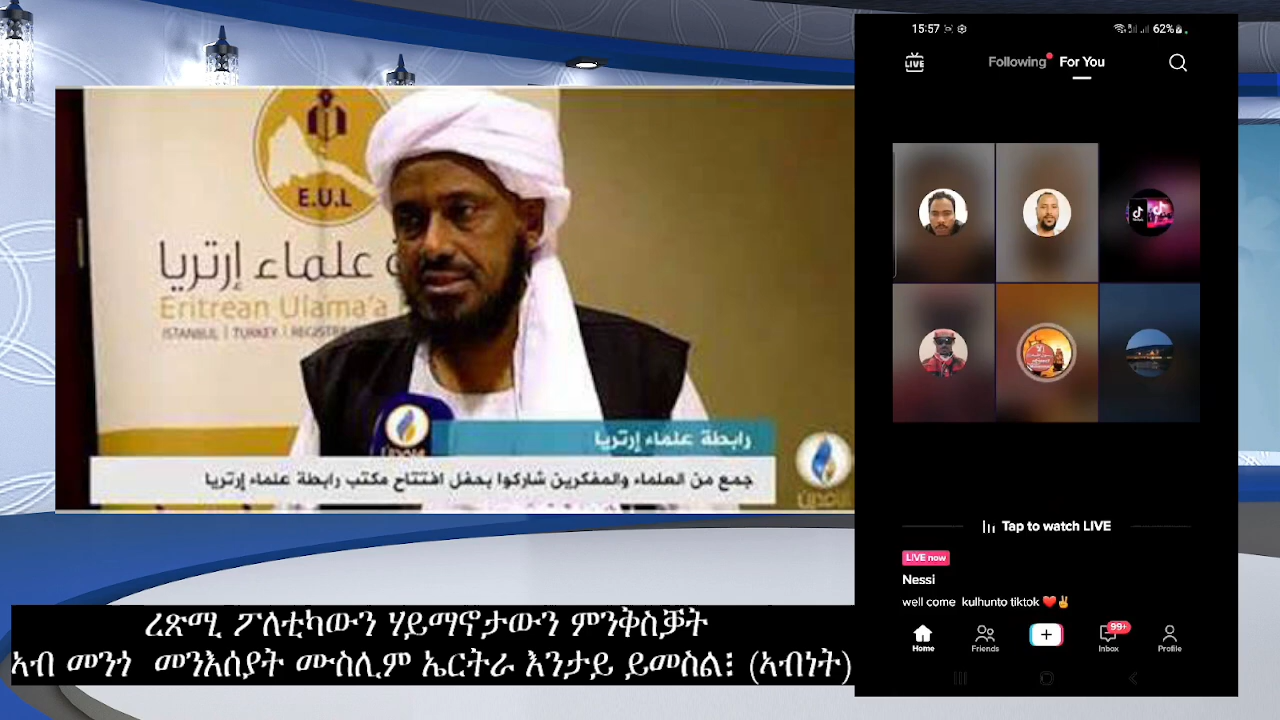 E.U.L
رابطة علماء إرتريا
Eritrean Ulama'a
ISTANBUL | TURKEY |
رابطة علماء إرتريا
جمع من العلماء والمفكرين شاركوا بحفل افتتاح مكتب رابطة علماء إرتريا
15:57
62%
LIVE
Following For You
Tap to watch LIVE
LIVE now
Nessi
well come kulhunto tiktok ❤️✌️
99+
Home Friends Inbox Profile
ረጽሚ ፖለቲካውን ሃይማኖታውን ምንቅስቓት
ኣብ መንጎ መንእሰያት ሙስሊም ኤርትራ እንታይ ይመስል፧ (ኣብነት)